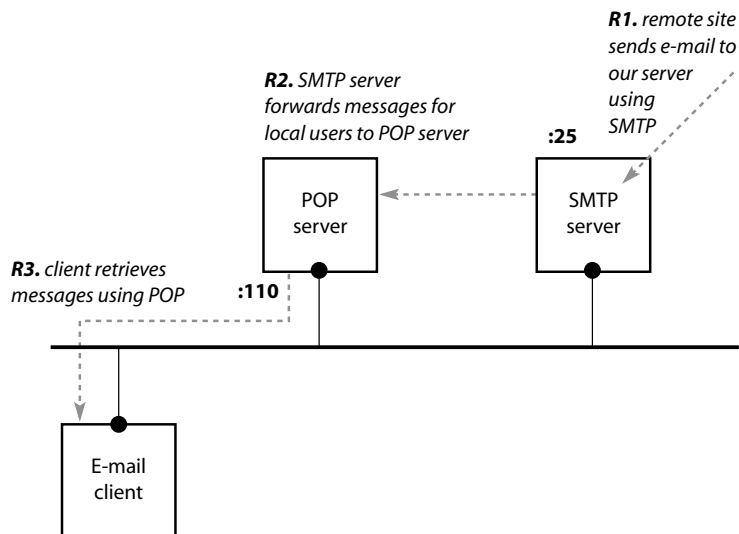 R1. remote site
sends e-mail to
our server
using
SMTP
R2. SMTP server
forwards messages for
local users to POP server
:25
POP
server
SMTP
server
R3. client retrieves
messages using POP
:110
E-mail
client